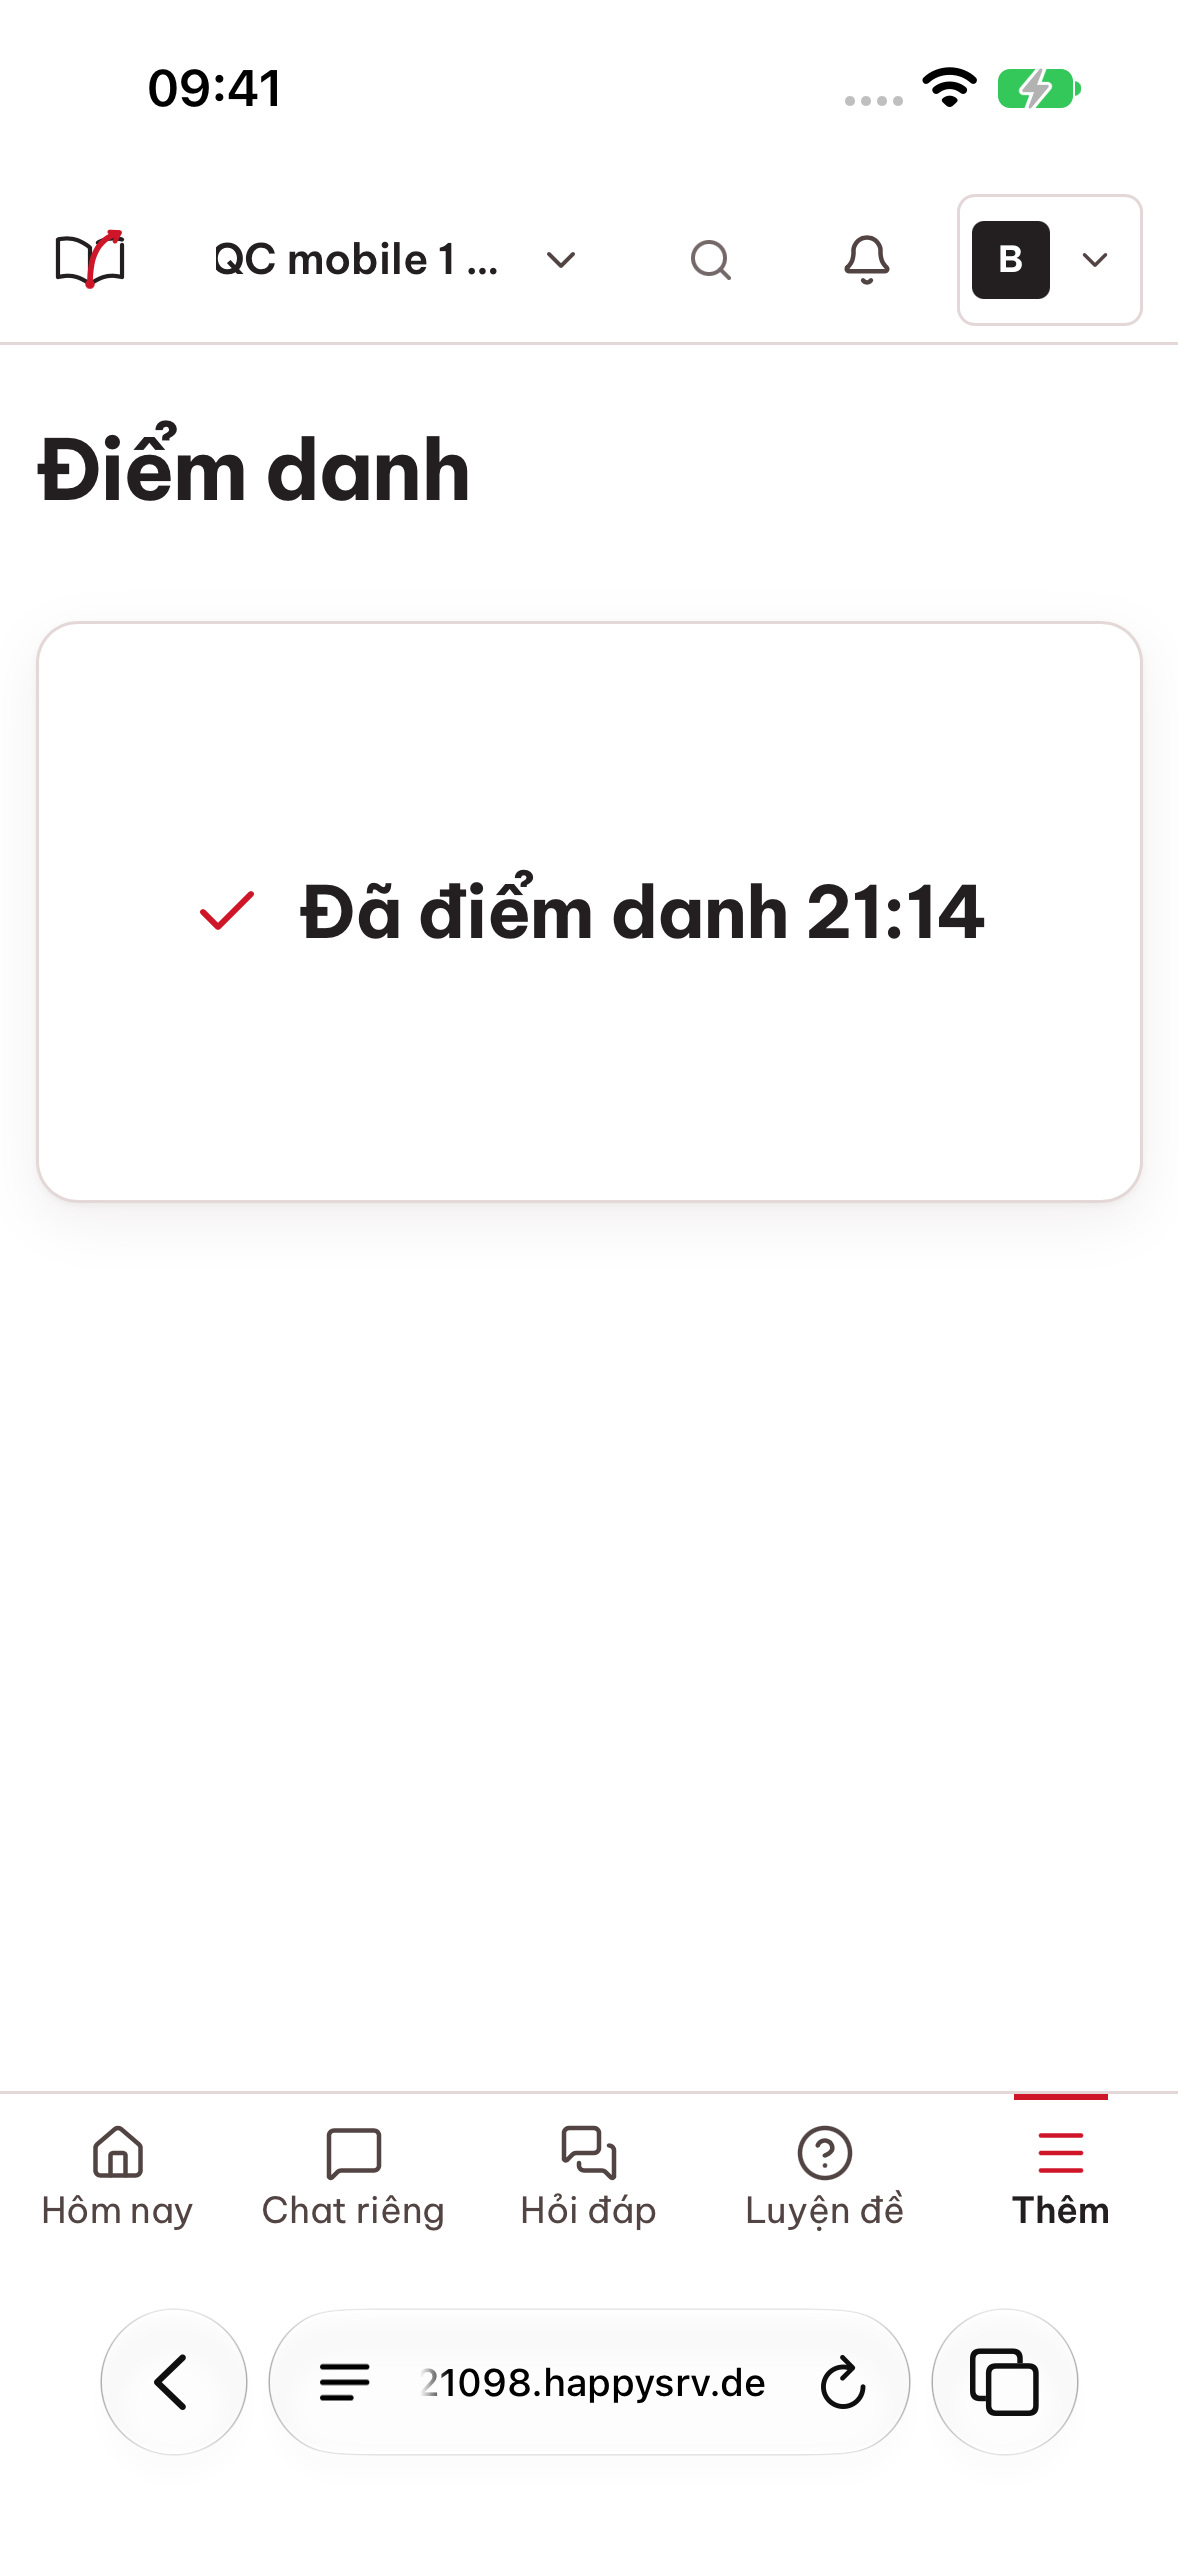 09:41
QC mobile 1 ...
B
Điểm danh
Đã điểm danh 21:14
Hôm nay
Chat riêng
Hỏi đáp
Luyện đề
Thêm
21098.happysrv.de